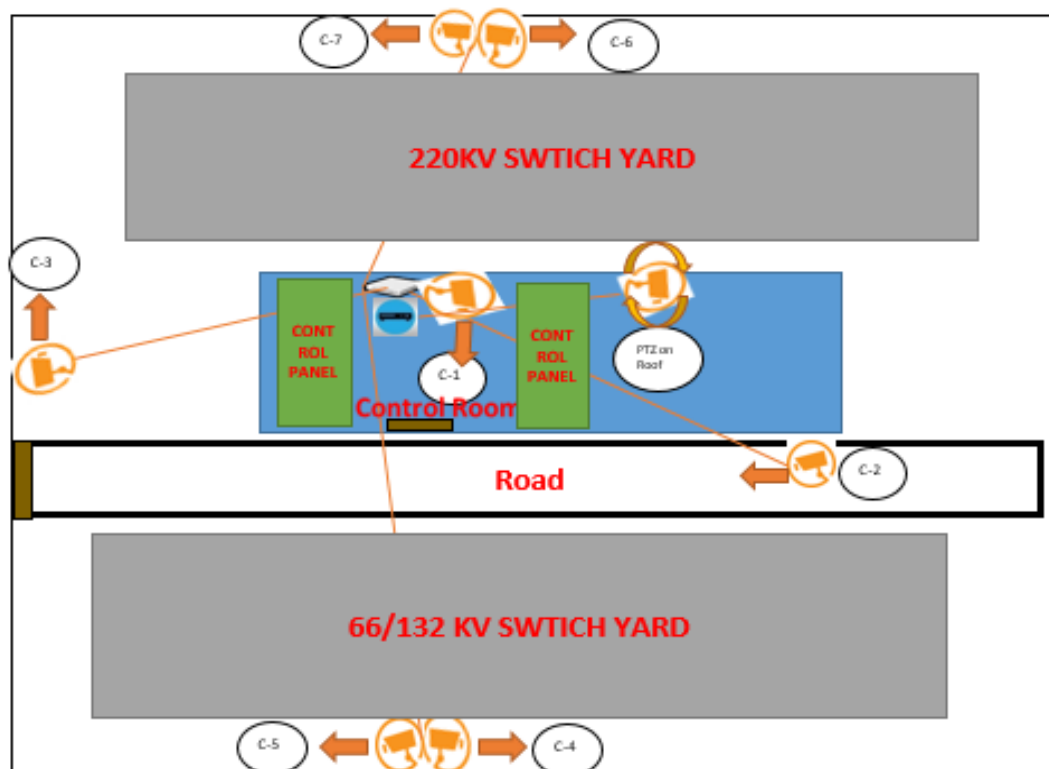 C-7
C-6
220KV SWTICH YARD
C-3
CONT
ROL
PANEL
C-1
CONT
ROL
PANEL
PTZ on
Roof
Control Room
Road
C-2
66/132 KV SWTICH YARD
C-5
C-4